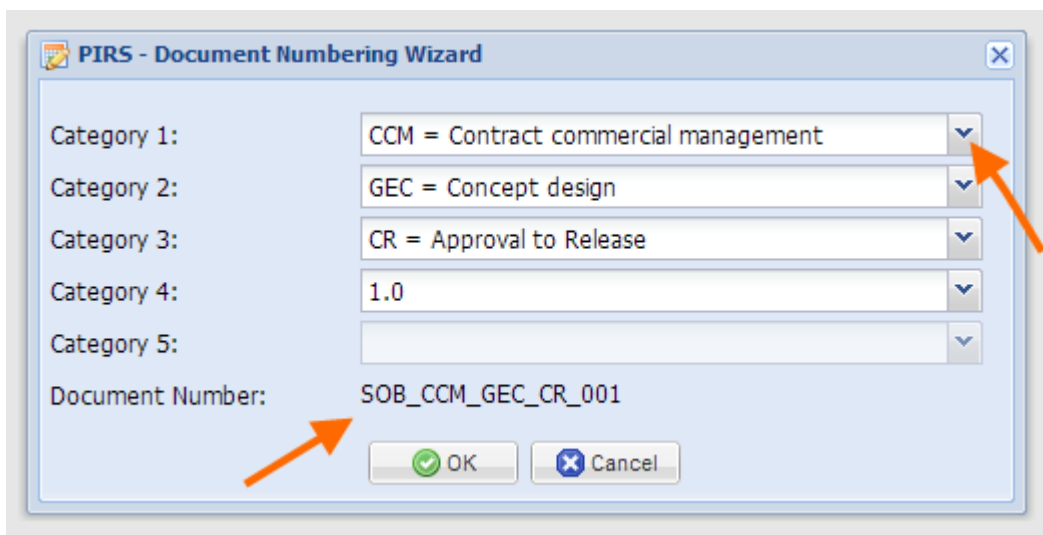 PIRS - Document Numbering Wizard
Category 1: CCM = Contract commercial management
Category 2: GEC = Concept design
Category 3: CR = Approval to Release
Category 4: 1.0
Category 5:
Document Number: SOB_CCM_GEC_CR_001
OK Cancel